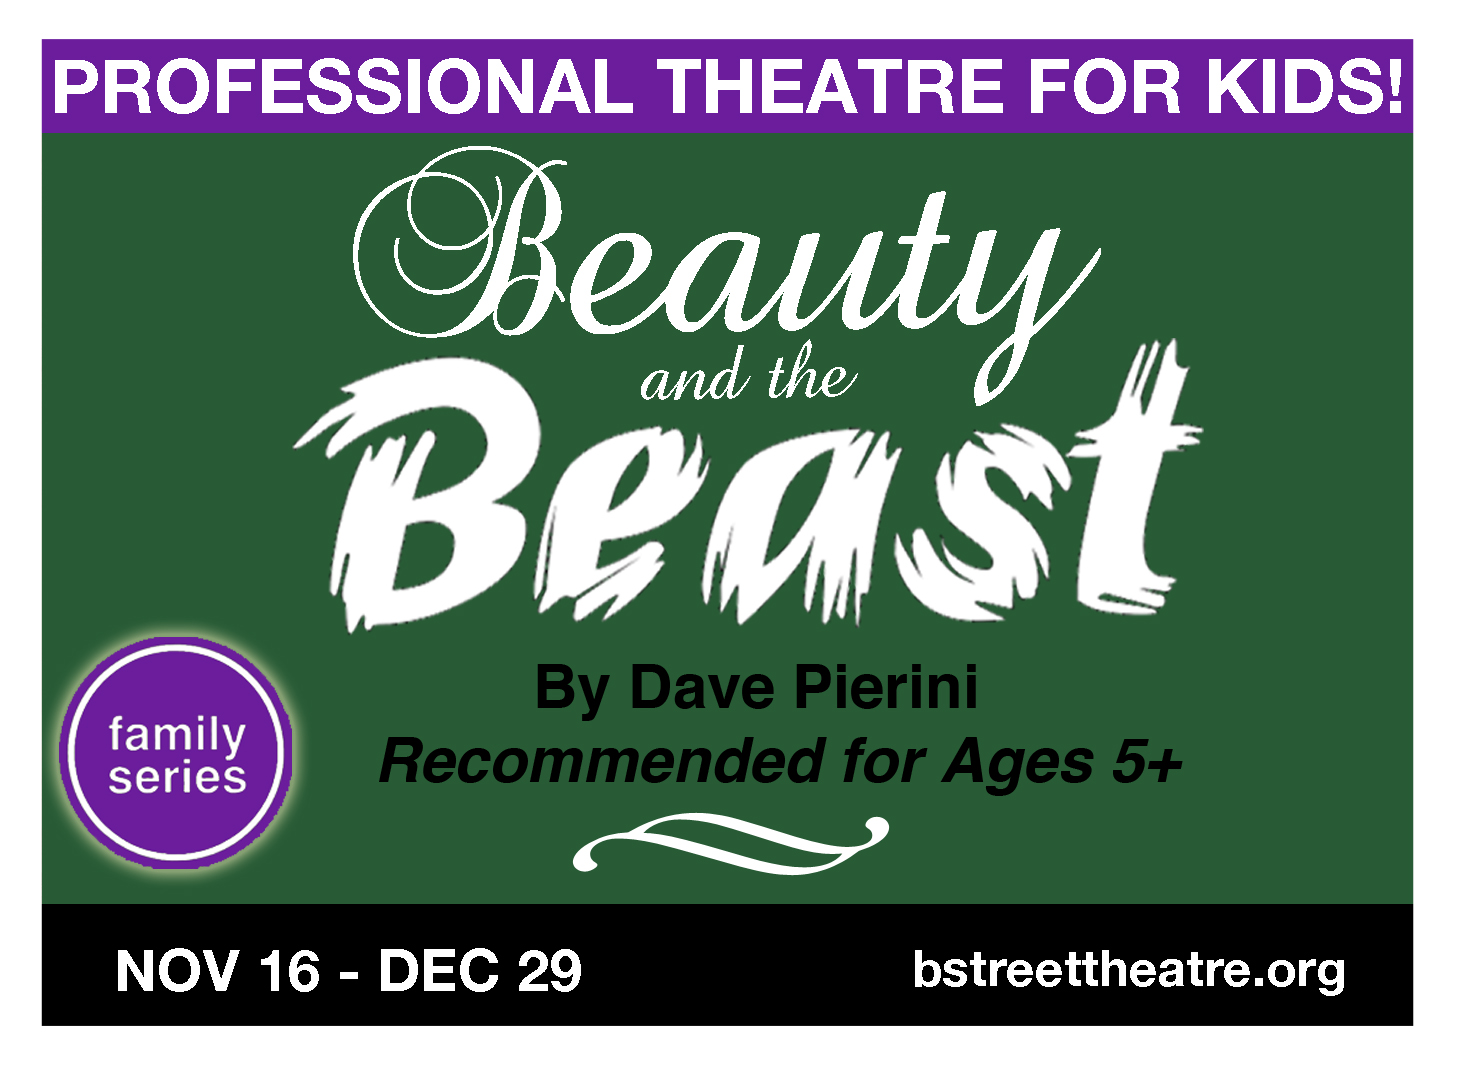 PROFESSIONAL THEATRE FOR KIDS!
Beauty
and the
Beast
By Dave Pierini
Recommended for Ages 5+
family
series
NOV 16 - DEC 29
bstreettheatre.org